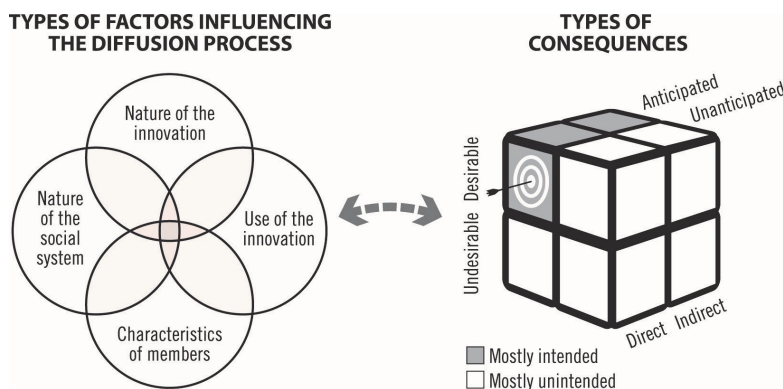 TYPES OF FACTORS INFLUENCING
THE DIFFUSION PROCESS
Nature of the
innovation
Nature
of the
social
system
Use of the
innovation
Characteristics
of members
TYPES OF
CONSEQUENCES
Anticipated
Unanticipated
Desirable
Undesirable
Direct
Indirect
Mostly intended
Mostly unintended